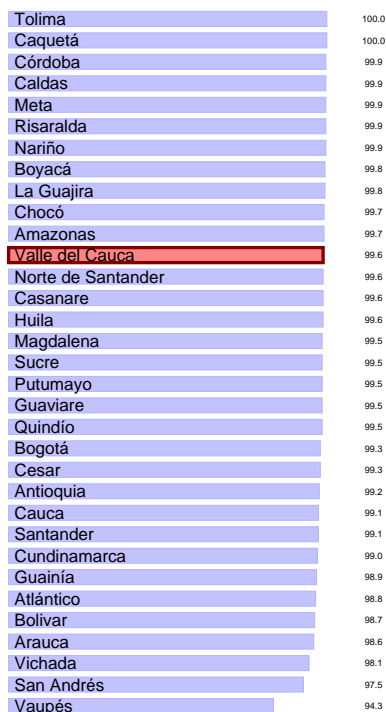 Tolima 100.0
Caquetá 100.0
Córdoba 99.9
Caldas 99.9
Meta 99.9
Risaralda 99.9
Nariño 99.9
Boyacá 99.8
La Guajira 99.8
Chocó 99.7
Amazonas 99.7
Valle del Cauca 99.6
Norte de Santander 99.6
Casanare 99.6
Huila 99.6
Magdalena 99.5
Sucre 99.5
Putumayo 99.5
Guaviare 99.5
Quindío 99.5
Bogotá 99.3
Cesar 99.3
Antioquia 99.2
Cauca 99.1
Santander 99.1
Cundinamarca 99.0
Guainía 98.9
Atlántico 98.8
Bolivar 98.7
Arauca 98.6
Vichada 98.1
San Andrés 97.5
Vaupés 94.3